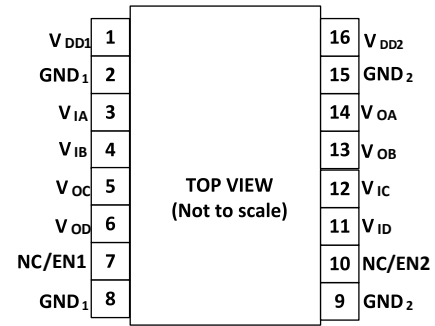 V DD1 1 16 V DD2
GND 1 2 15 GND 2
V IA 3 14 V OA
V IB 4 13 V OB
V OC 5 12 V IC
TOP VIEW
(Not to scale)
V OD 6 11 V ID
NC/EN1 7 10 NC/EN2
GND 1 8 9 GND 2